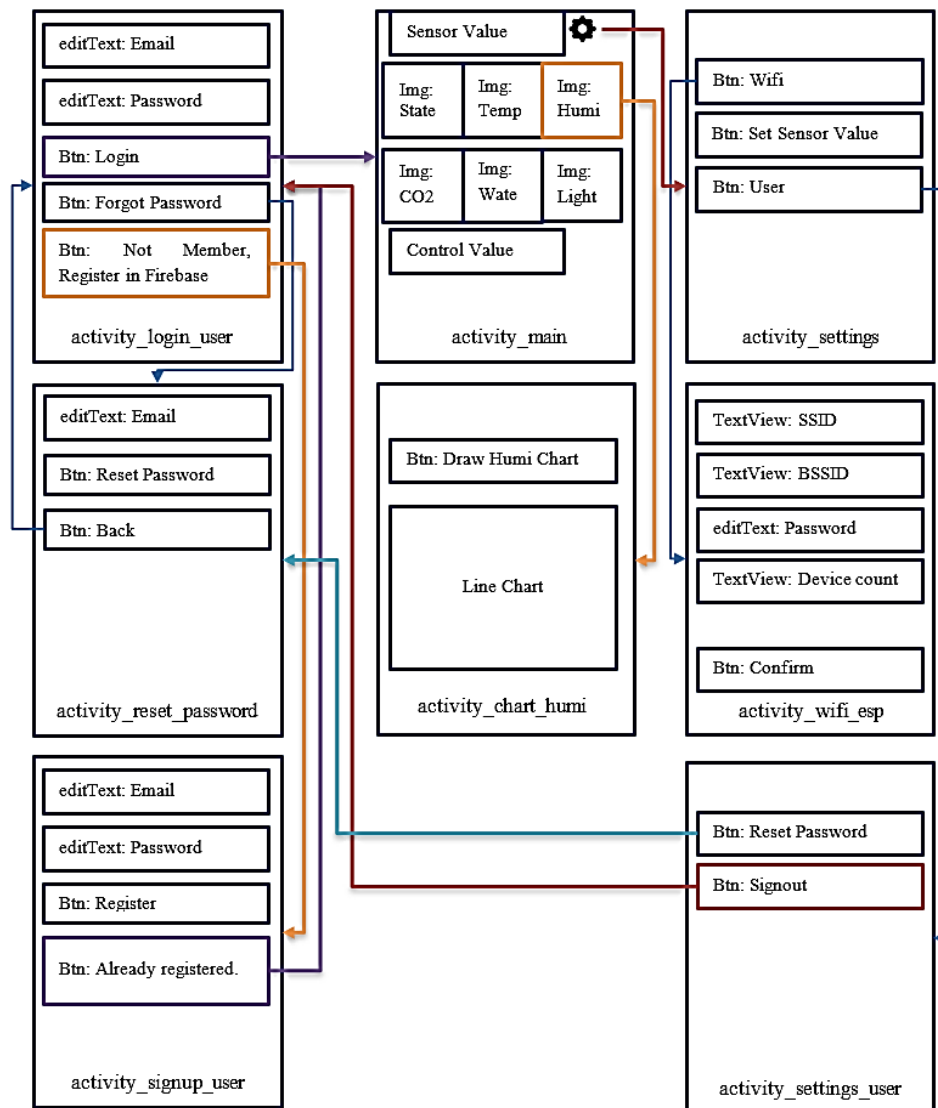 editText: Email
editText: Password
Btn: Login
Btn: Forgot Password
Btn: Not Member,
Register in Firebase
activity_login_user
Sensor Value
Img:
State
Img:
Temp
Img:
Humi
Img:
CO2
Img:
Wate
Img:
Light
Control Value
activity_main
Btn: Wifi
Btn: Set Sensor Value
Btn: User
activity_settings
editText: Email
Btn: Reset Password
Btn: Back
activity_reset_password
Btn: Draw Humi Chart
Line Chart
activity_chart_humi
TextView: SSID
TextView: BSSID
editText: Password
TextView: Device count
Btn: Confirm
activity_wifi_esp
editText: Email
editText: Password
Btn: Register
Btn: Already registered.
activity_signup_user
Btn: Reset Password
Btn: Signout
activity_settings_user